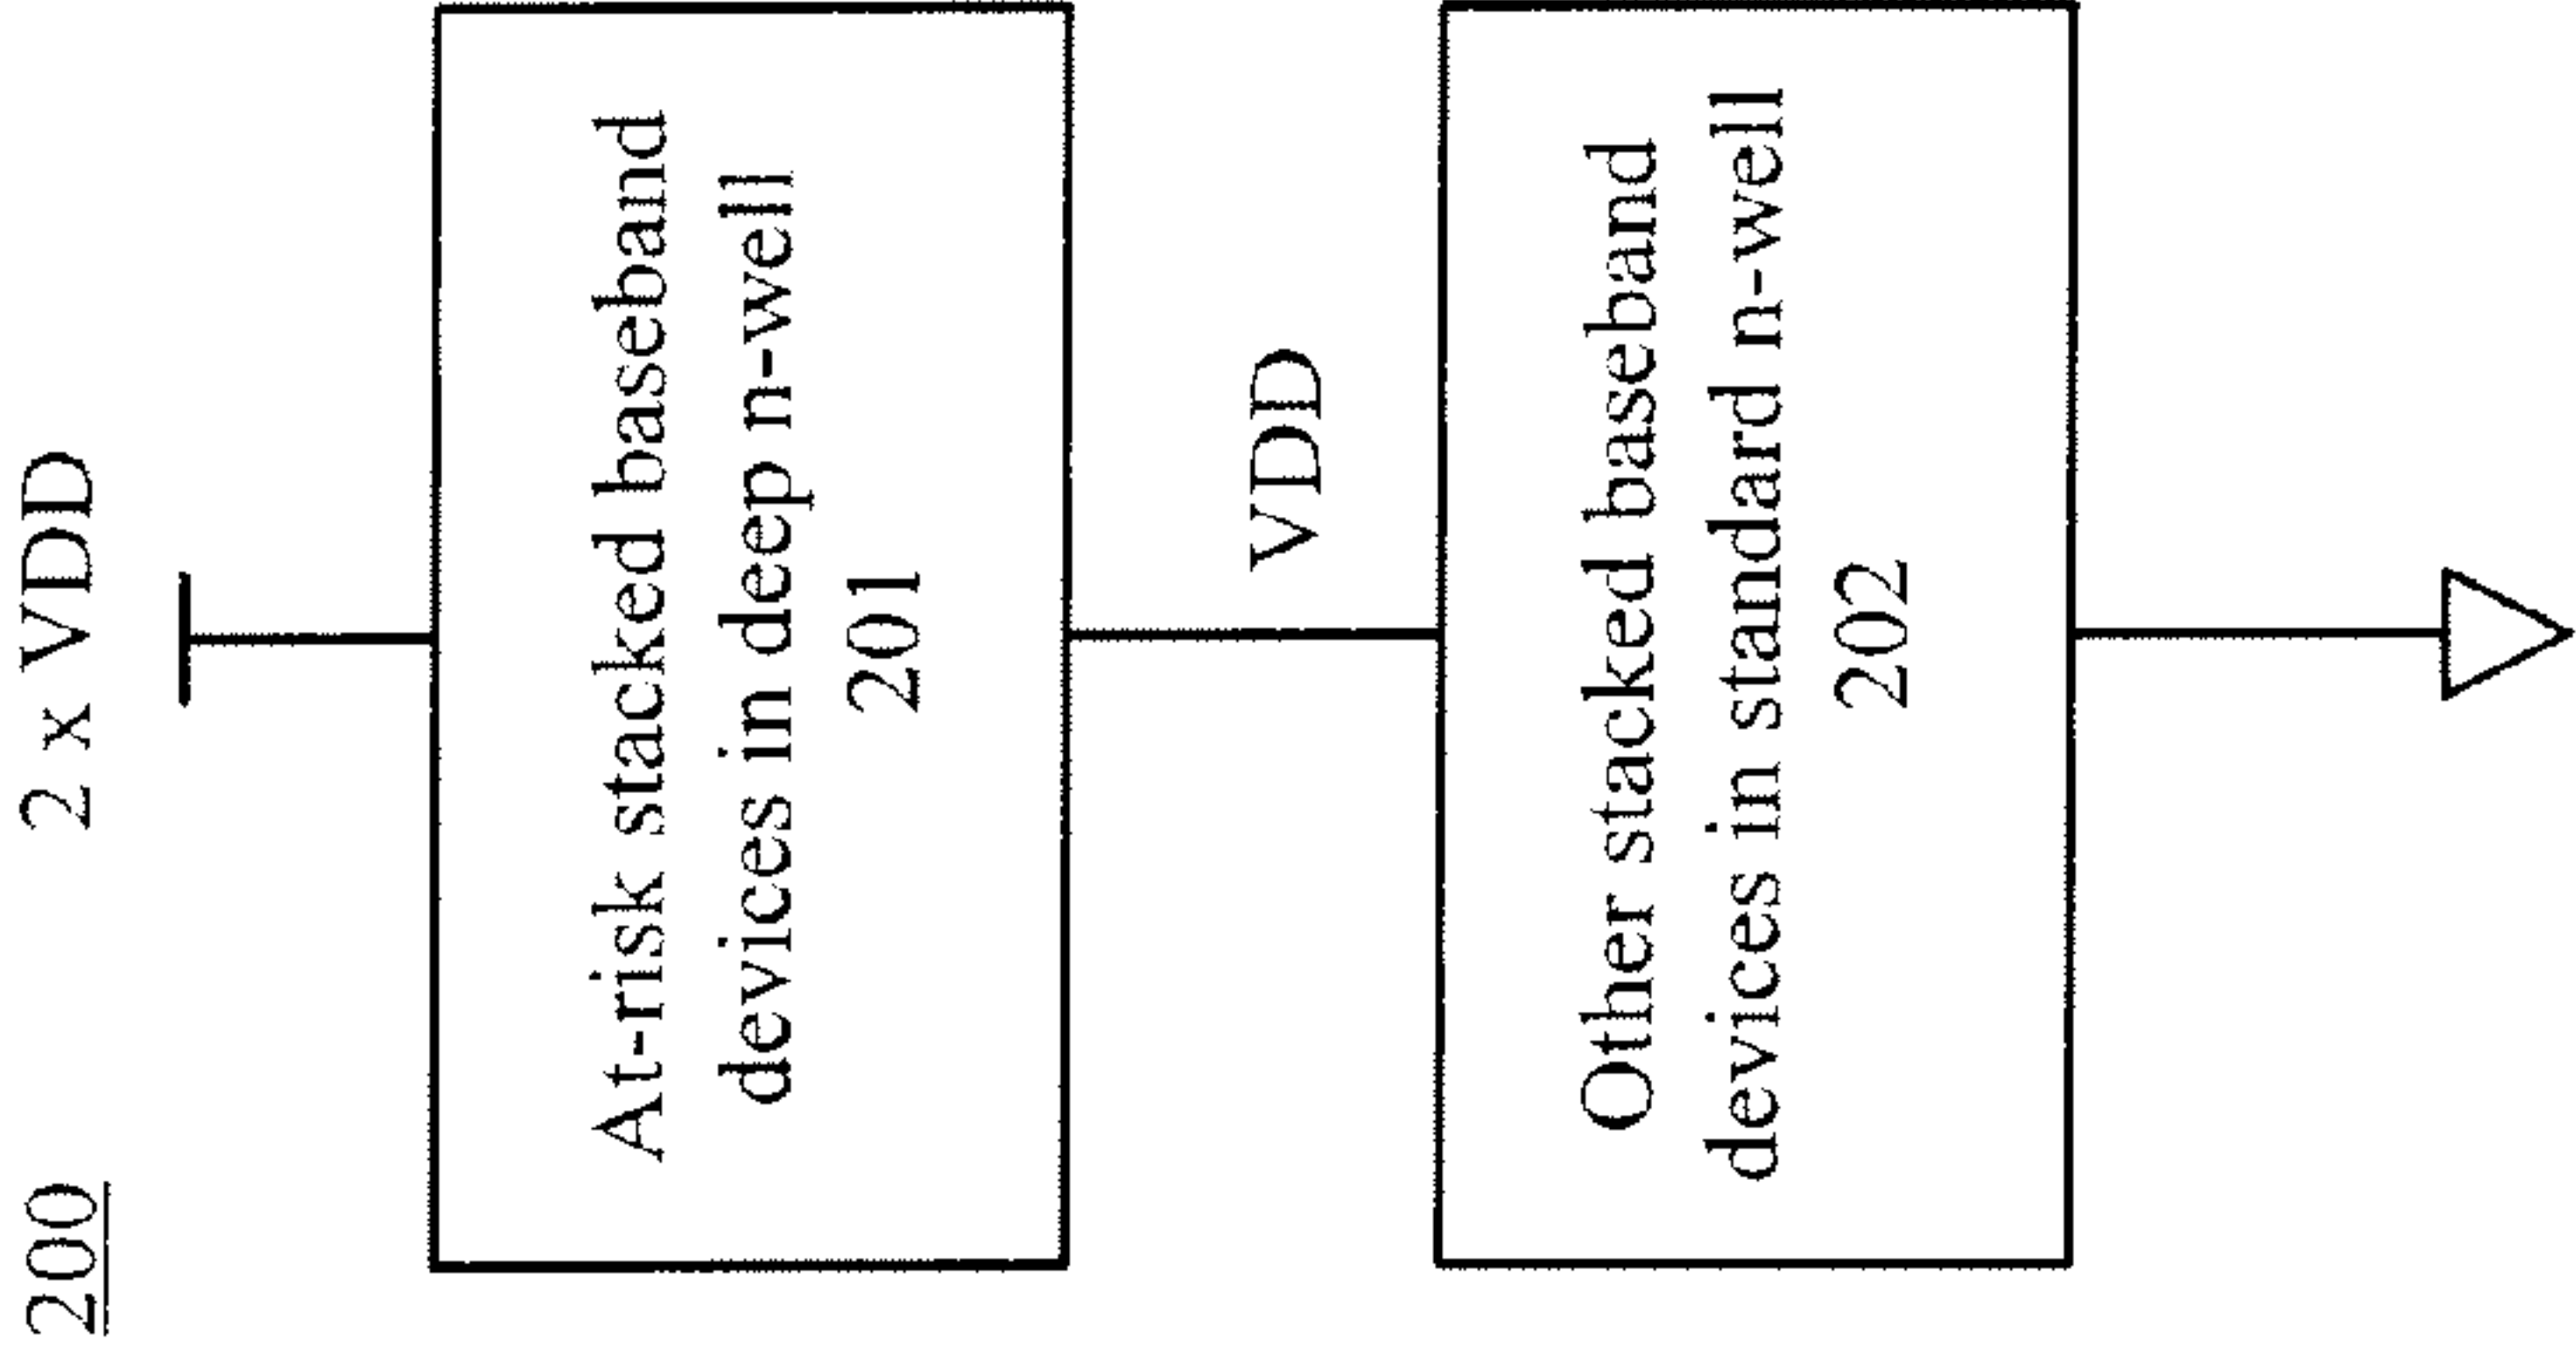 200
2 x VDD
At-risk stacked baseband
devices in deep n-well
201
VDD
Other stacked baseband
devices in standard n-well
202